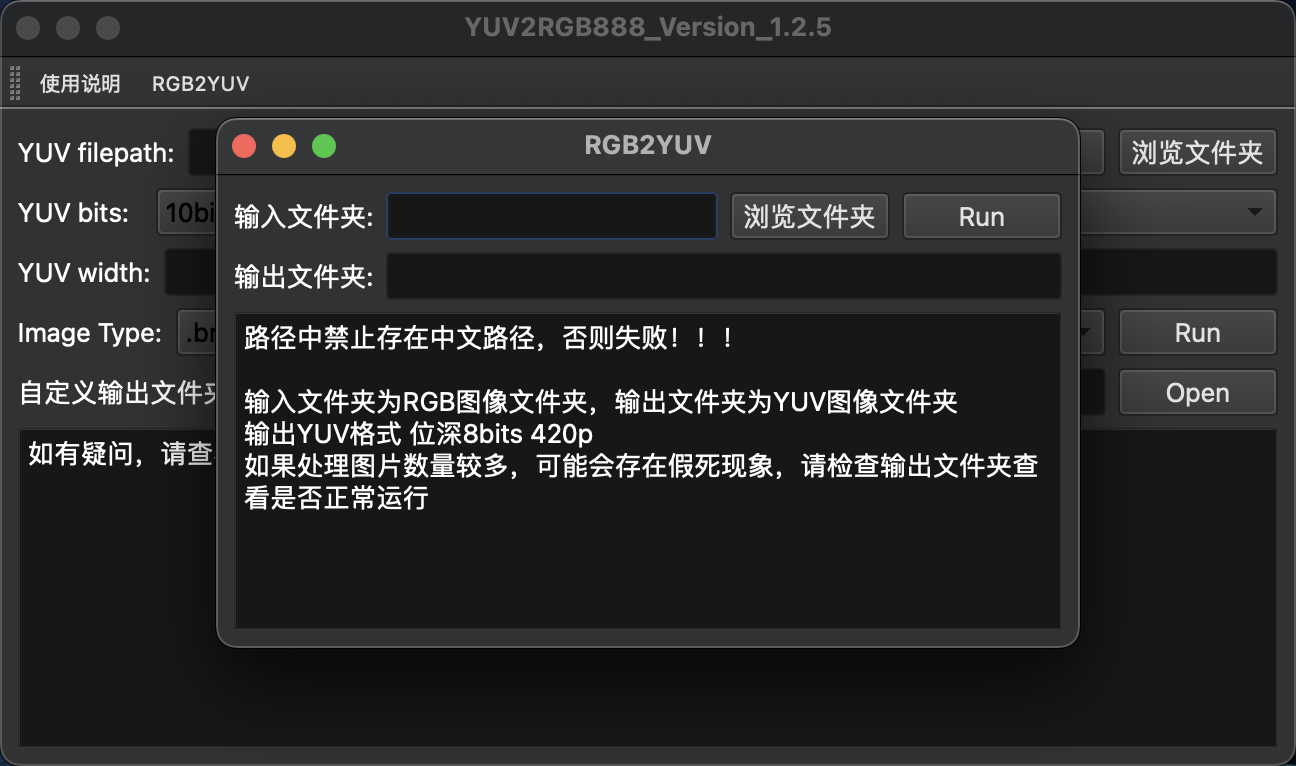 YUV2RGB888_Version_1.2.5
使用说明 RGB2YUV
YUV filepath: 浏览文件夹
YUV bits:
YUV width:
Image Type: Run
自定义输出文件夹 Open
如有疑问，请查
RGB2YUV
输入文件夹: 浏览文件夹 Run
输出文件夹:
路径中禁止存在中文路径，否则失败！！！
输入文件夹为RGB图像文件夹，输出文件夹为YUV图像文件夹
输出YUV格式 位深8bits 420p
如果处理图片数量较多，可能会存在假死现象，请检查输出文件夹查
看是否正常运行